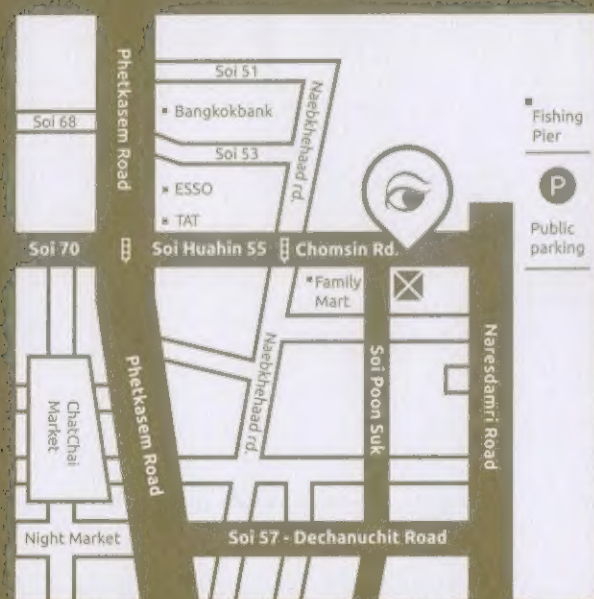 Soi 51
Phetkasem Road
Naebkhehaad rd.
Bangkokbank
Soi 68
Fishing
Pier
Soi 53
ESSO
P
TAT
Public
parking
Soi 70
Soi Huahin 55
Chomsin Rd.
Family
Mart
Naebkhehaad rd.
Soi Poon Suk
Naresdamri Road
Phetkasem Road
ChatChai
Market
Night Market
Soi 57 - Dechanuchit Road